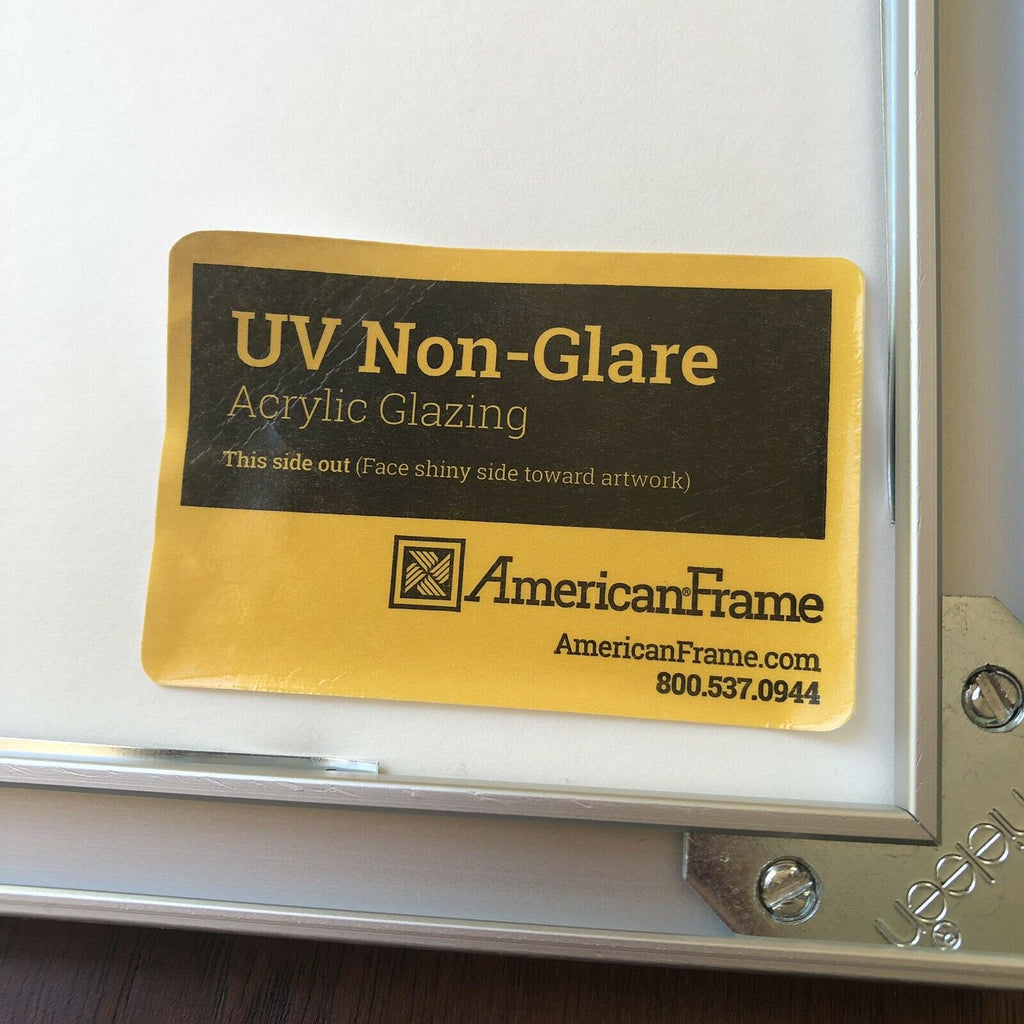 UV Non-Glare
Acrylic Glazing
This side out (Face shiny side toward artwork)
AmericanFrame®
AmericanFrame.com
800.537.0944
nielsen®